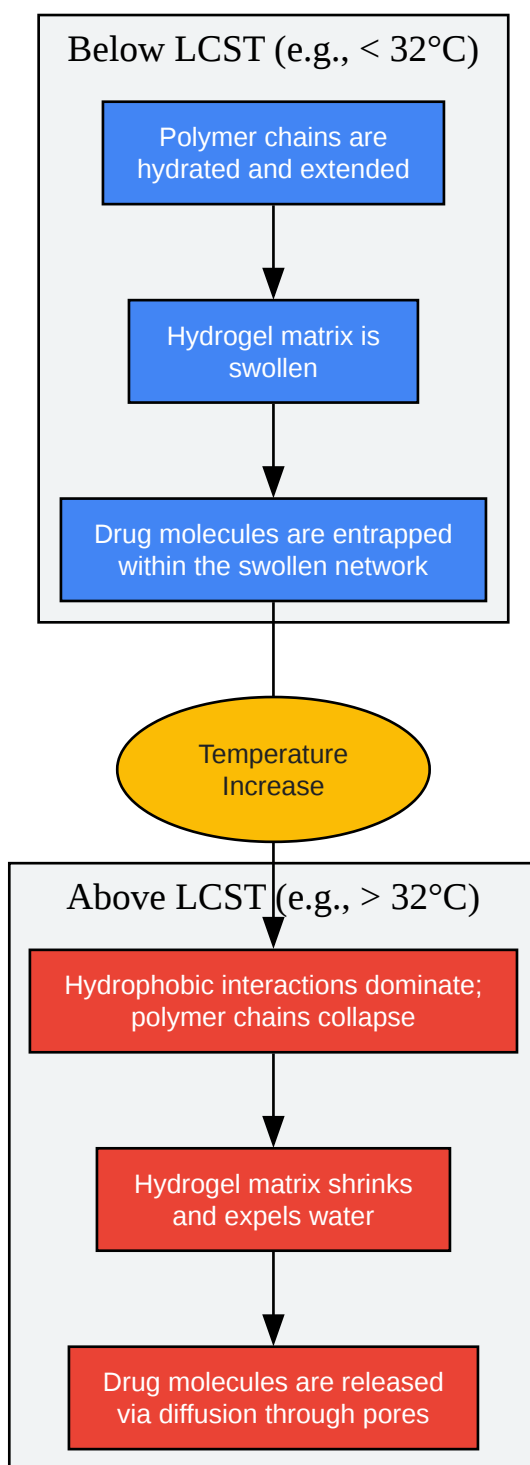 Below LCST (e.g., < 32°C)
Polymer chains are
hydrated and extended
Hydrogel matrix is
swollen
Drug molecules are entrapped
within the swollen network
Temperature
Increase
Above LCST (e.g., > 32°C)
Hydrophobic interactions dominate;
polymer chains collapse
Hydrogel matrix shrinks
and expels water
Drug molecules are released
via diffusion through pores